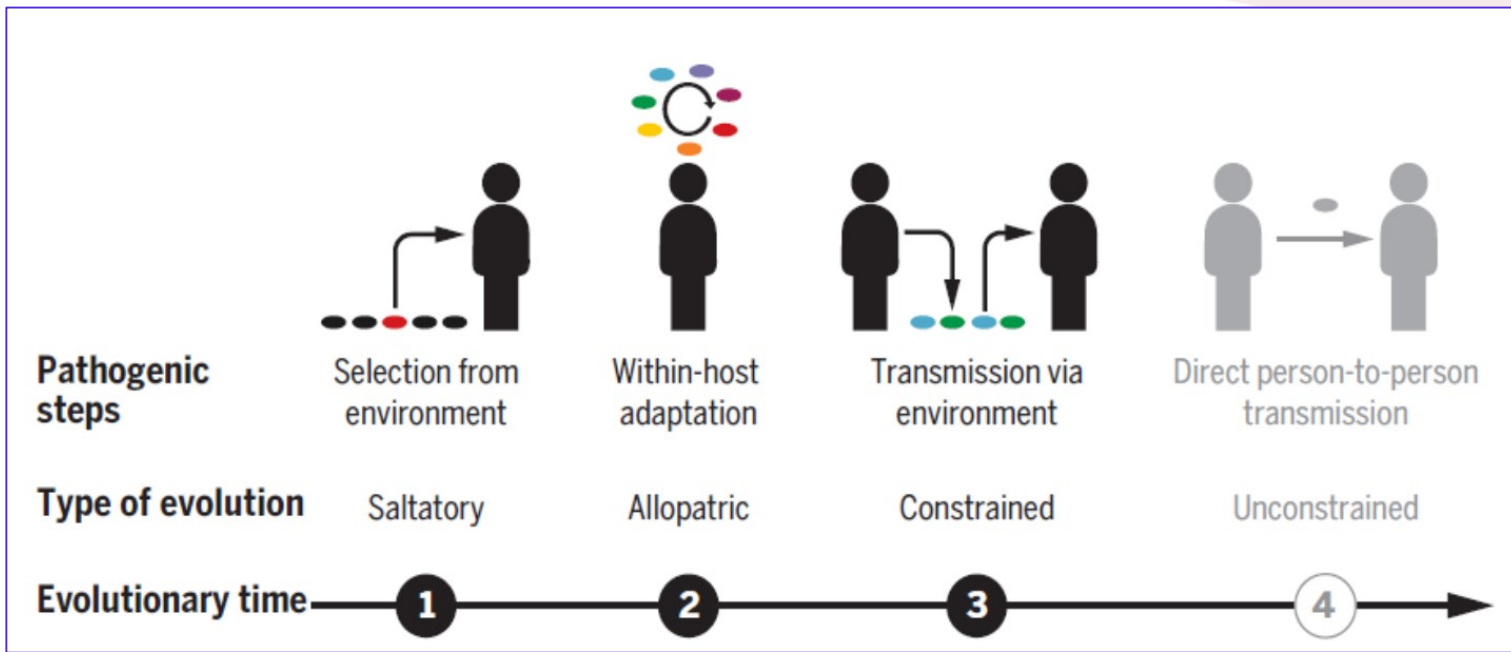 Pathogenic steps
Selection from environment
Within-host adaptation
Transmission via environment
Direct person-to-person transmission
Type of evolution
Saltatory
Allopatric
Constrained
Unconstrained
Evolutionary time
1
2
3
4